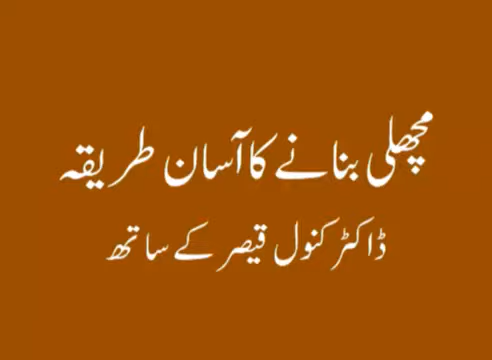 مچھلی بنانے کا آسان طریقہ
ڈاکٹر کنول قیصر کے ساتھ